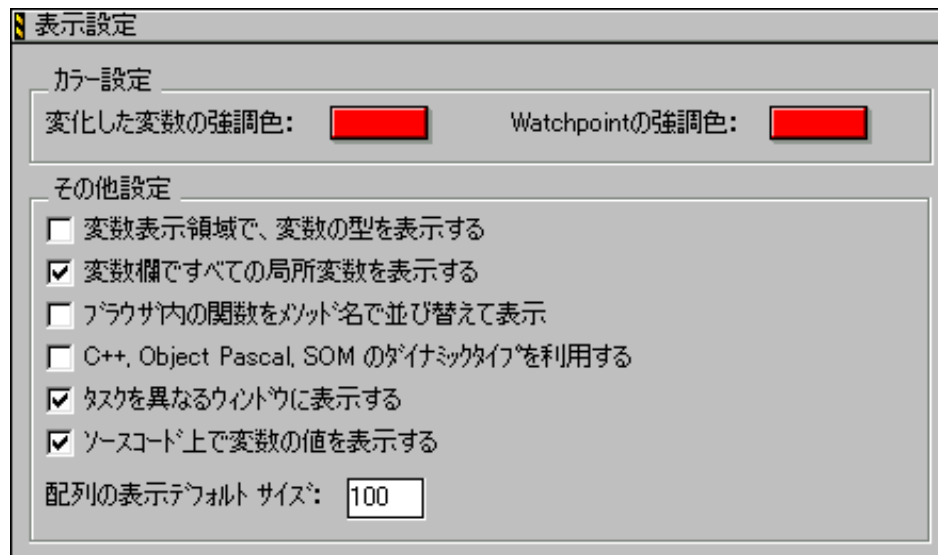 表示設定
ｶﾗｰ設定
変化した変数の強調色：
Watchpointの強調色：
その他設定
変数表示領域で、変数の型を表示する
変数欄ですべての局所変数を表示する
ﾌﾞﾗｳｻﾞ内の関数をﾒｿｯﾄﾞ名で並び替えて表示
C++, Object Pascal, SOM のﾀﾞｲﾅﾐｯｸﾀｲﾌﾟを利用する
ﾀｽｸを異なるｳｨﾝﾄﾞｳに表示する
ｿｰｽｺｰﾄﾞ上で変数の値を表示する
配列の表示ﾃﾞﾌｫﾙﾄ ｻｲｽﾞ： 100